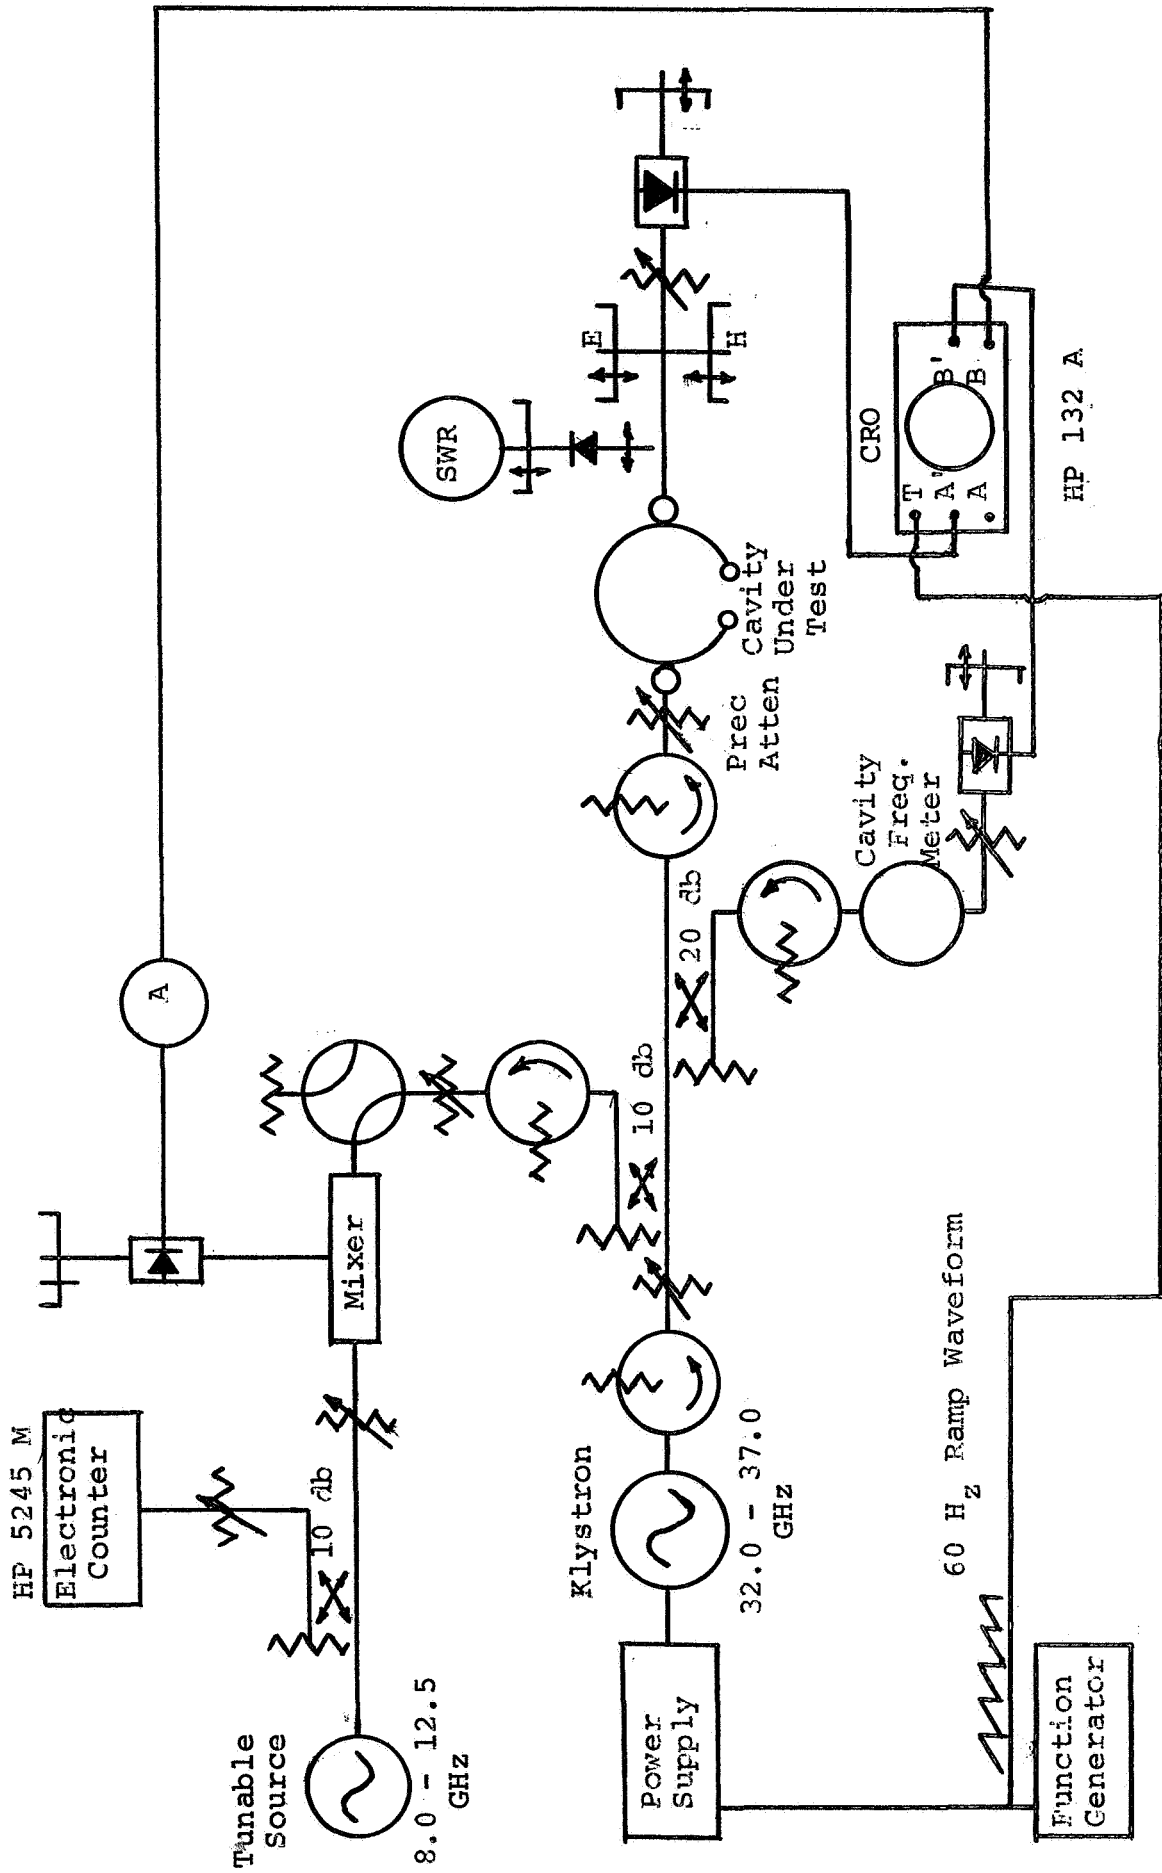 HP 5245 M
Electronic
Counter
10 db
Tunable
Source
8.0 - 12.5
GHz
Mixer
A
SWR
E
H
Klystron
32.0 - 37.0
GHz
Power
Supply
10 db
20 db
Prec
Atten
Cavity
Under
Test
Cavity
Freq.
Meter
CRO
T
A'
A
B'
B
HP 132 A
60 Hz Ramp Waveform
Function
Generator